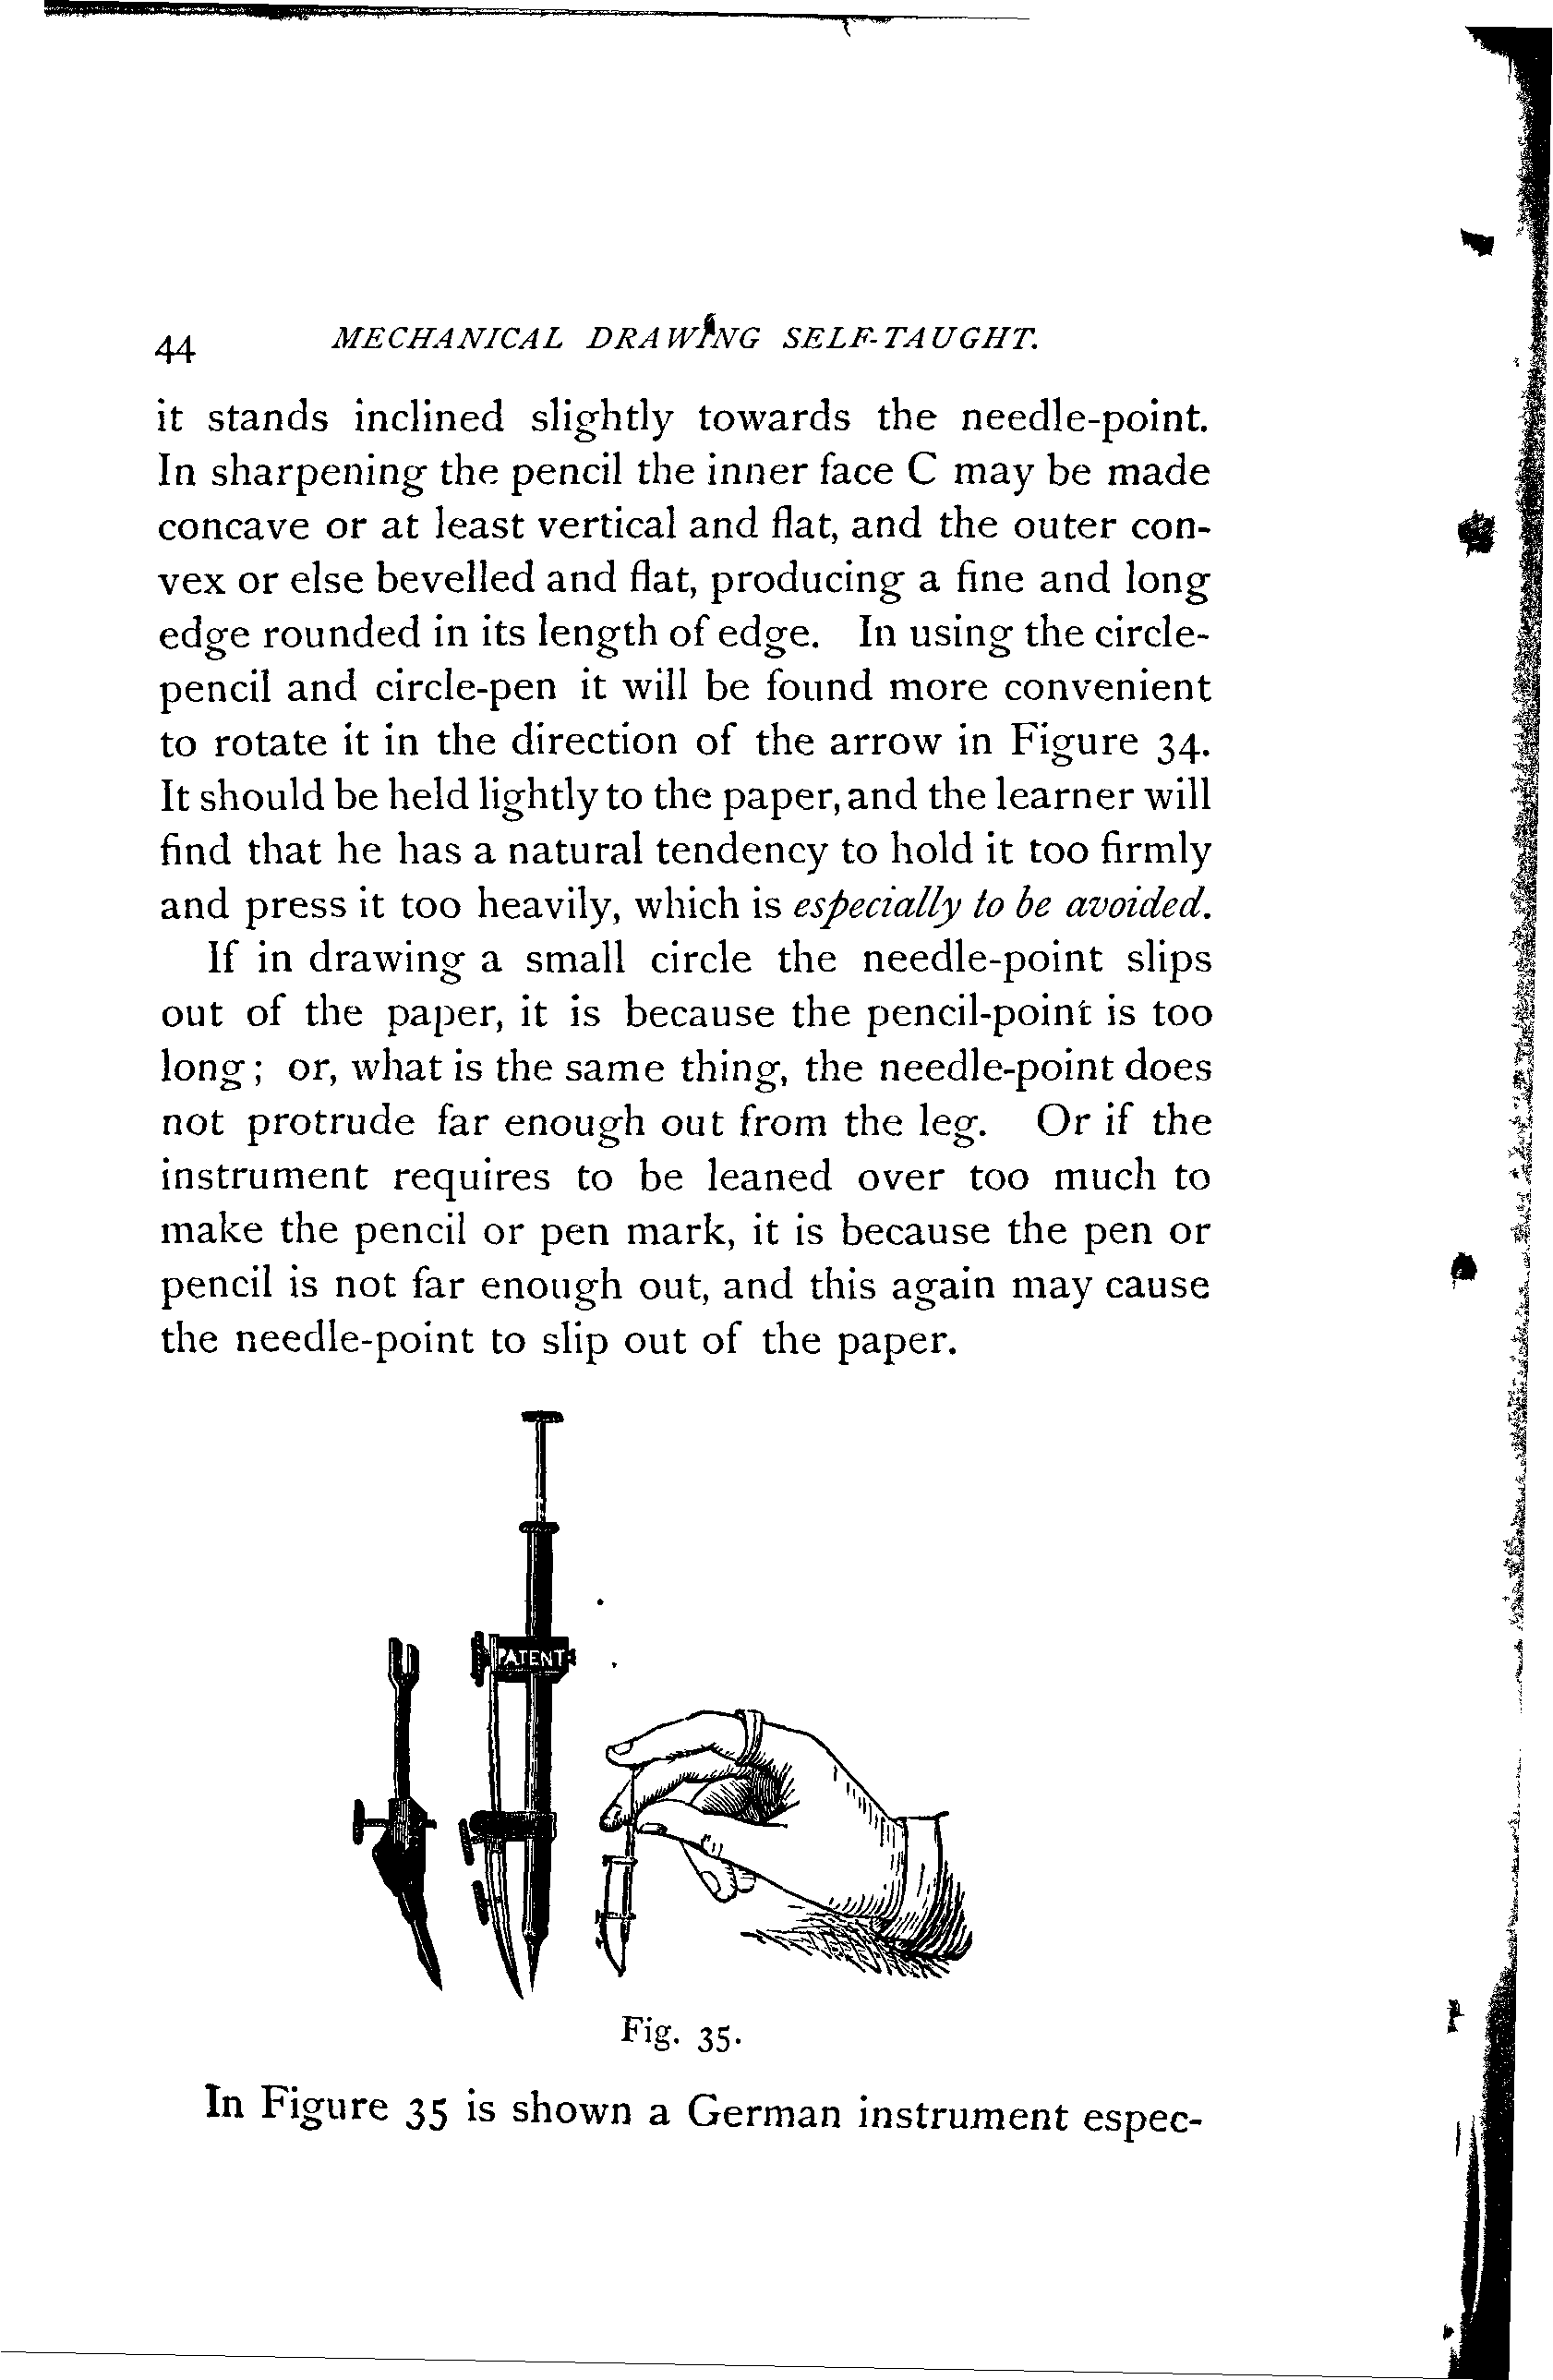 44 MECHANICAL DRAWING SELF-TAUGHT.
it stands inclined slightly towards the needle-point.
In sharpening the pencil the inner face C may be made
concave or at least vertical and flat, and the outer con-
vex or else bevelled and flat, producing a fine and long
edge rounded in its length of edge. In using the circle-
pencil and circle-pen it will be found more convenient
to rotate it in the direction of the arrow in Figure 34.
It should be held lightly to the paper, and the learner will
find that he has a natural tendency to hold it too firmly
and press it too heavily, which is especially to be avoided.
If in drawing a small circle the needle-point slips
out of the paper, it is because the pencil-point is too
long; or, what is the same thing, the needle-point does
not protrude far enough out from the leg. Or if the
instrument requires to be leaned over too much to
make the pencil or pen mark, it is because the pen or
pencil is not far enough out, and this again may cause
the needle-point to slip out of the paper.
PATENT
Fig. 35.
In Figure 35 is shown a German instrument espec-